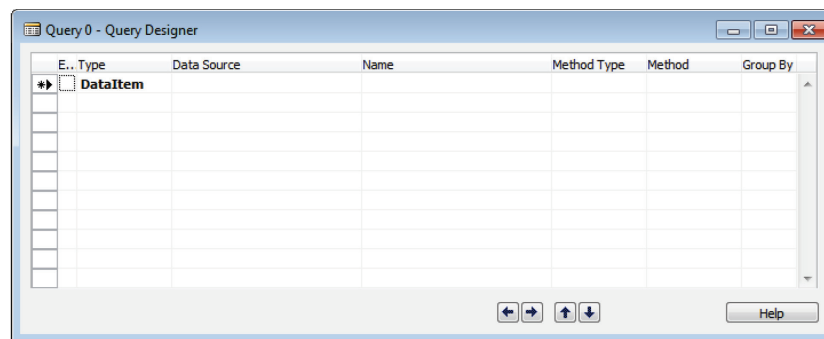 Query 0 - Query Designer
E.. Type Data Source Name Method Type Method Group By
DataItem
Help